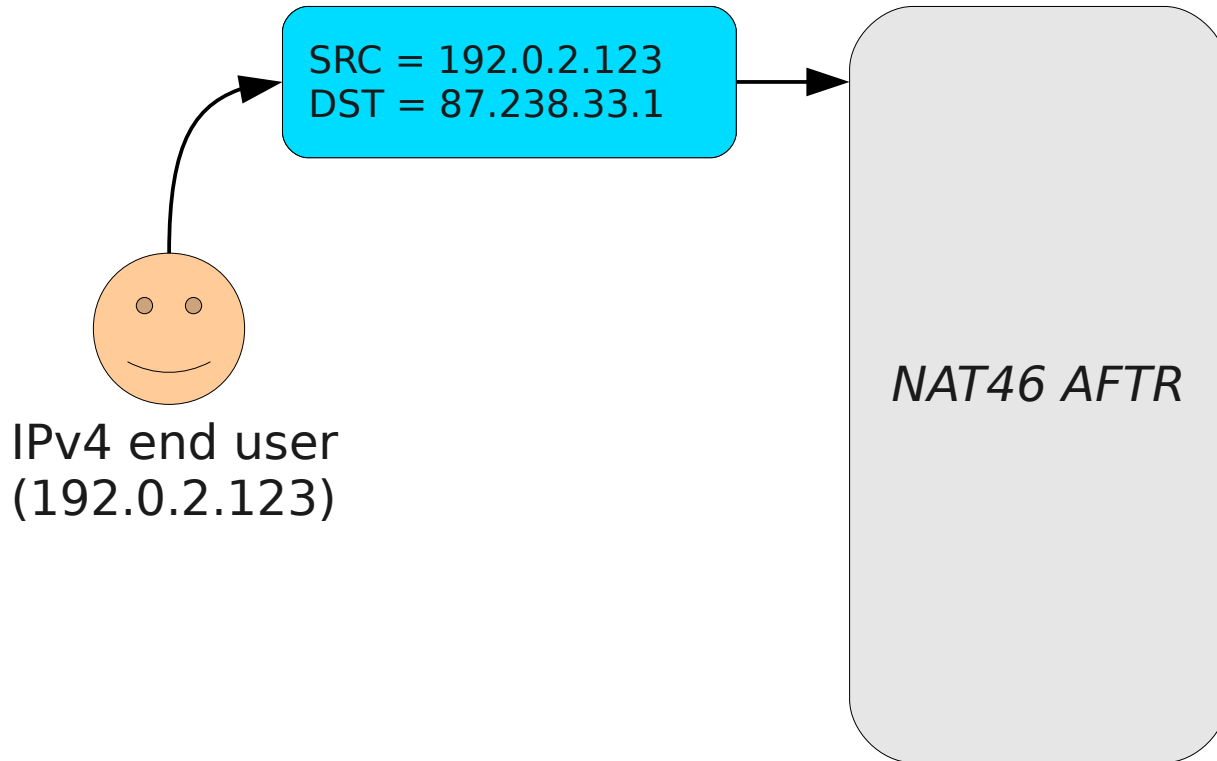 SRC = 192.0.2.123
DST = 87.238.33.1
NAT46 AFTR
IPv4 end user
(192.0.2.123)